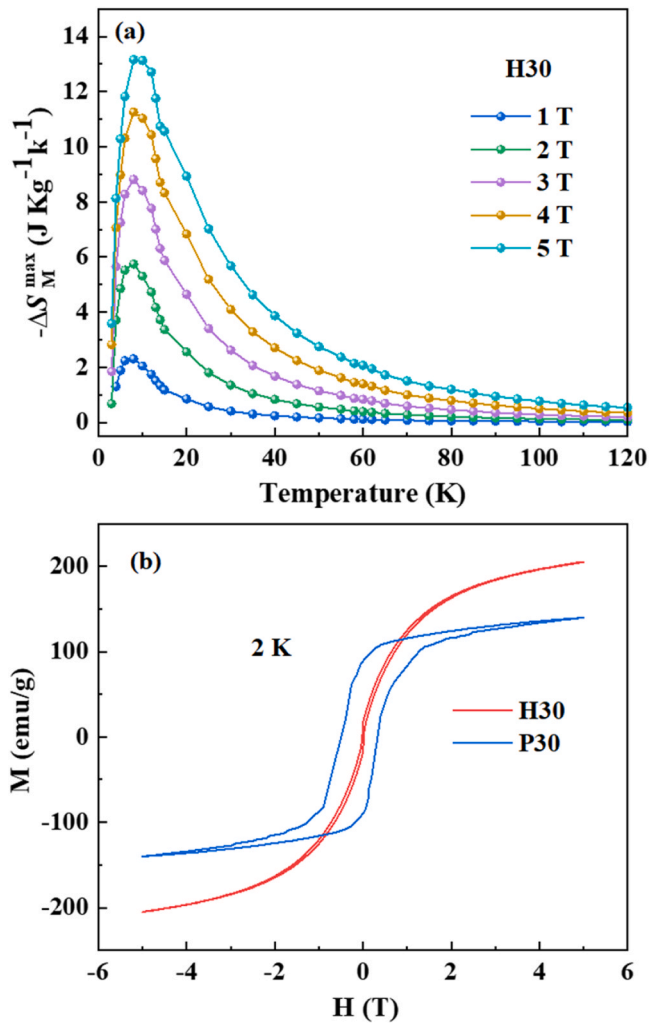 (a)
H30
1 T
2 T
3 T
4 T
5 T
14
12
10
8
6
4
2
0
-ΔS_M^max (J Kg⁻¹k⁻¹)
0 20 40 60 80 100 120
Temperature (K)
(b)
2 K
H30
P30
200
100
0
-100
-200
M (emu/g)
-6 -4 -2 0 2 4 6
H (T)